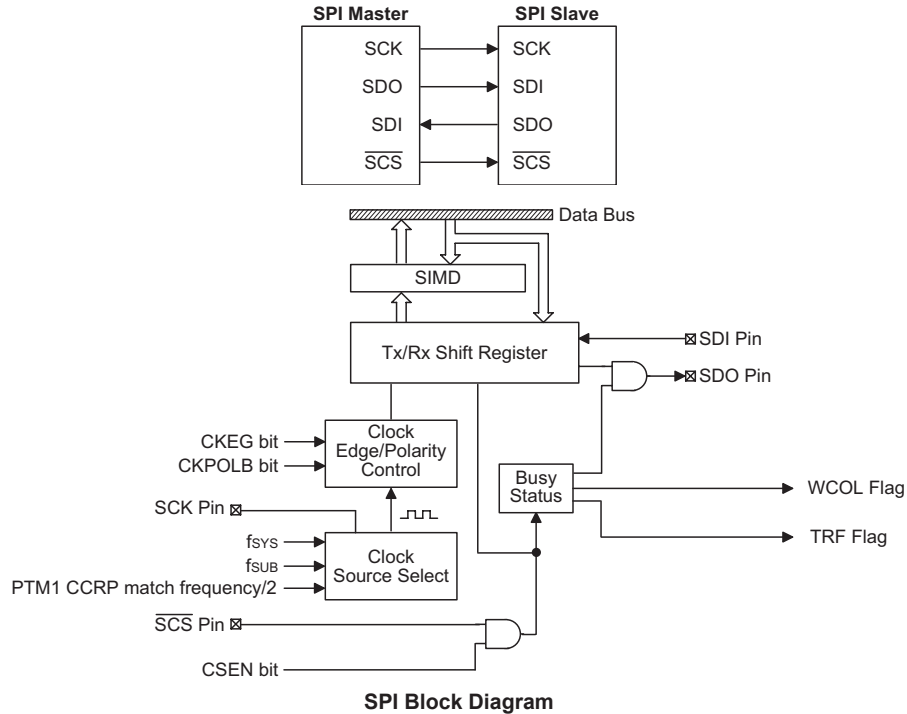 SPI Master
SPI Slave
SCK
SCK
SDO
SDI
SDI
SDO
SCS
SCS
Data Bus
SIMD
Tx/Rx Shift Register
SDI Pin
SDO Pin
CKEG bit
CKPOLB bit
Clock
Edge/Polarity
Control
Busy
Status
WCOL Flag
TRF Flag
SCK Pin
fSYS
fSUB
PTM1 CCRP match frequency/2
Clock
Source Select
SCS Pin
CSEN bit
SPI Block Diagram